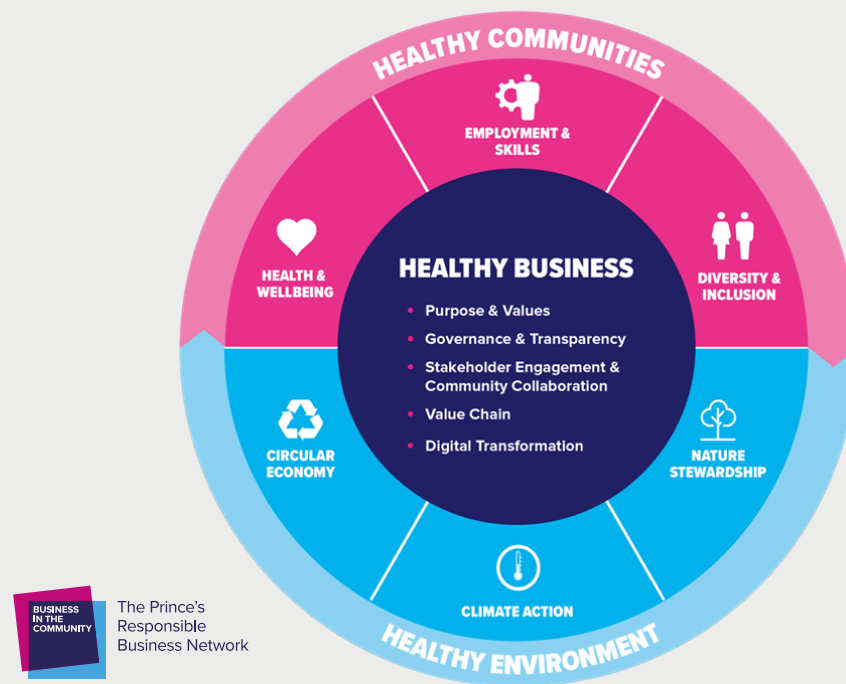 HEALTHY COMMUNITIES
EMPLOYMENT &
SKILLS
HEALTH &
WELLBEING
DIVERSITY &
INCLUSION
HEALTHY BUSINESS
• Purpose & Values
• Governance & Transparency
• Stakeholder Engagement &
Community Collaboration
• Value Chain
• Digital Transformation
CIRCULAR
ECONOMY
NATURE
STEWARDSHIP
CLIMATE ACTION
HEALTHY ENVIRONMENT
BUSINESS
IN THE
COMMUNITY
The Prince's
Responsible
Business Network